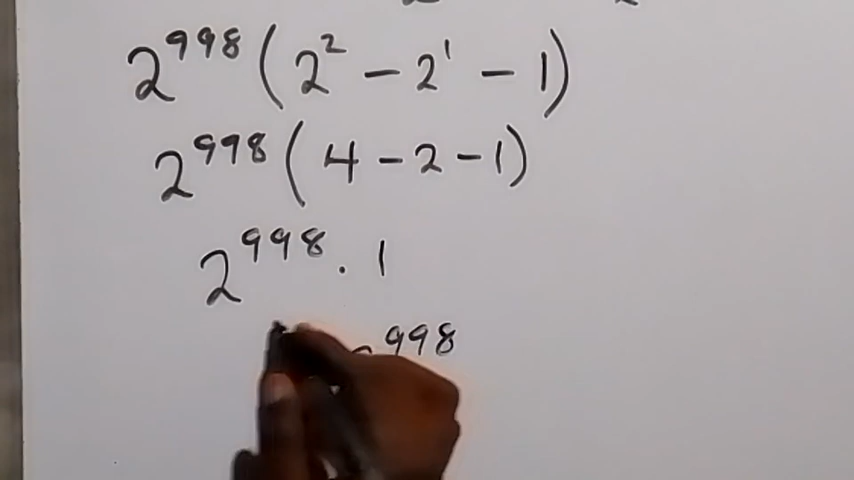 2^998 (2^2 - 2^1 - 1)
2^998 (4 - 2 - 1)
2^998 · 1
998